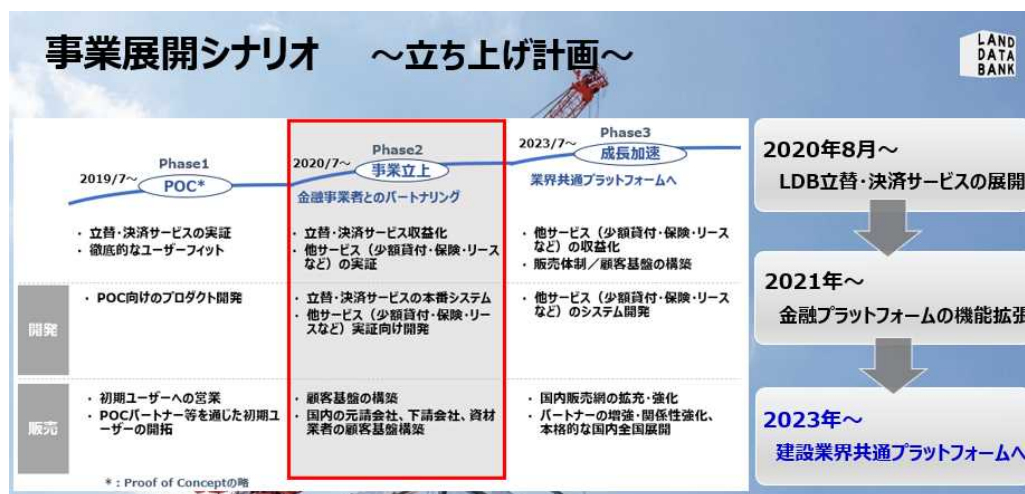 事業展開シナリオ　～立ち上げ計画～
LAND
DATA
BANK
Phase1
2019/7～
POC*
・立替・決済サービスの実証
・徹底的なユーザーフィット
Phase2
2020/7～
事業立上
金融事業者とのパートナリング
・立替・決済サービス収益化
・他サービス（少額貸付・保険・リース
など）の実証
Phase3
2023/7～
成長加速
業界共通プラットフォームへ
・他サービス（少額貸付・保険・リース
など）の収益化
・販売体制／顧客基盤の構築
開発
・POC向けのプロダクト開発
・立替・決済サービスの本番システム
・他サービス（少額貸付・保険・リー
スなど）実証向け開発
・他サービス（少額貸付・保険・リース
など）のシステム開発
販売
・初期ユーザーへの営業
・POCパートナー等を通じた初期ユ
ーザーの開拓
・顧客基盤の構築
・国内の元請会社、下請会社、資材
業者の顧客基盤構築
・国内販売網の拡充・強化
・パートナーの増強・関係性強化、
本格的な国内全国展開
*：Proof of Conceptの略
2020年8月～
LDB立替・決済サービスの展開
2021年～
金融プラットフォームの機能拡張
2023年～
建設業界共通プラットフォームへ